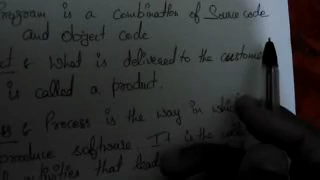 Program is a combination of Source code
and object code
& What is delivered to the customer
is called a product.
& Process is the way in which
produce software. It is the
that